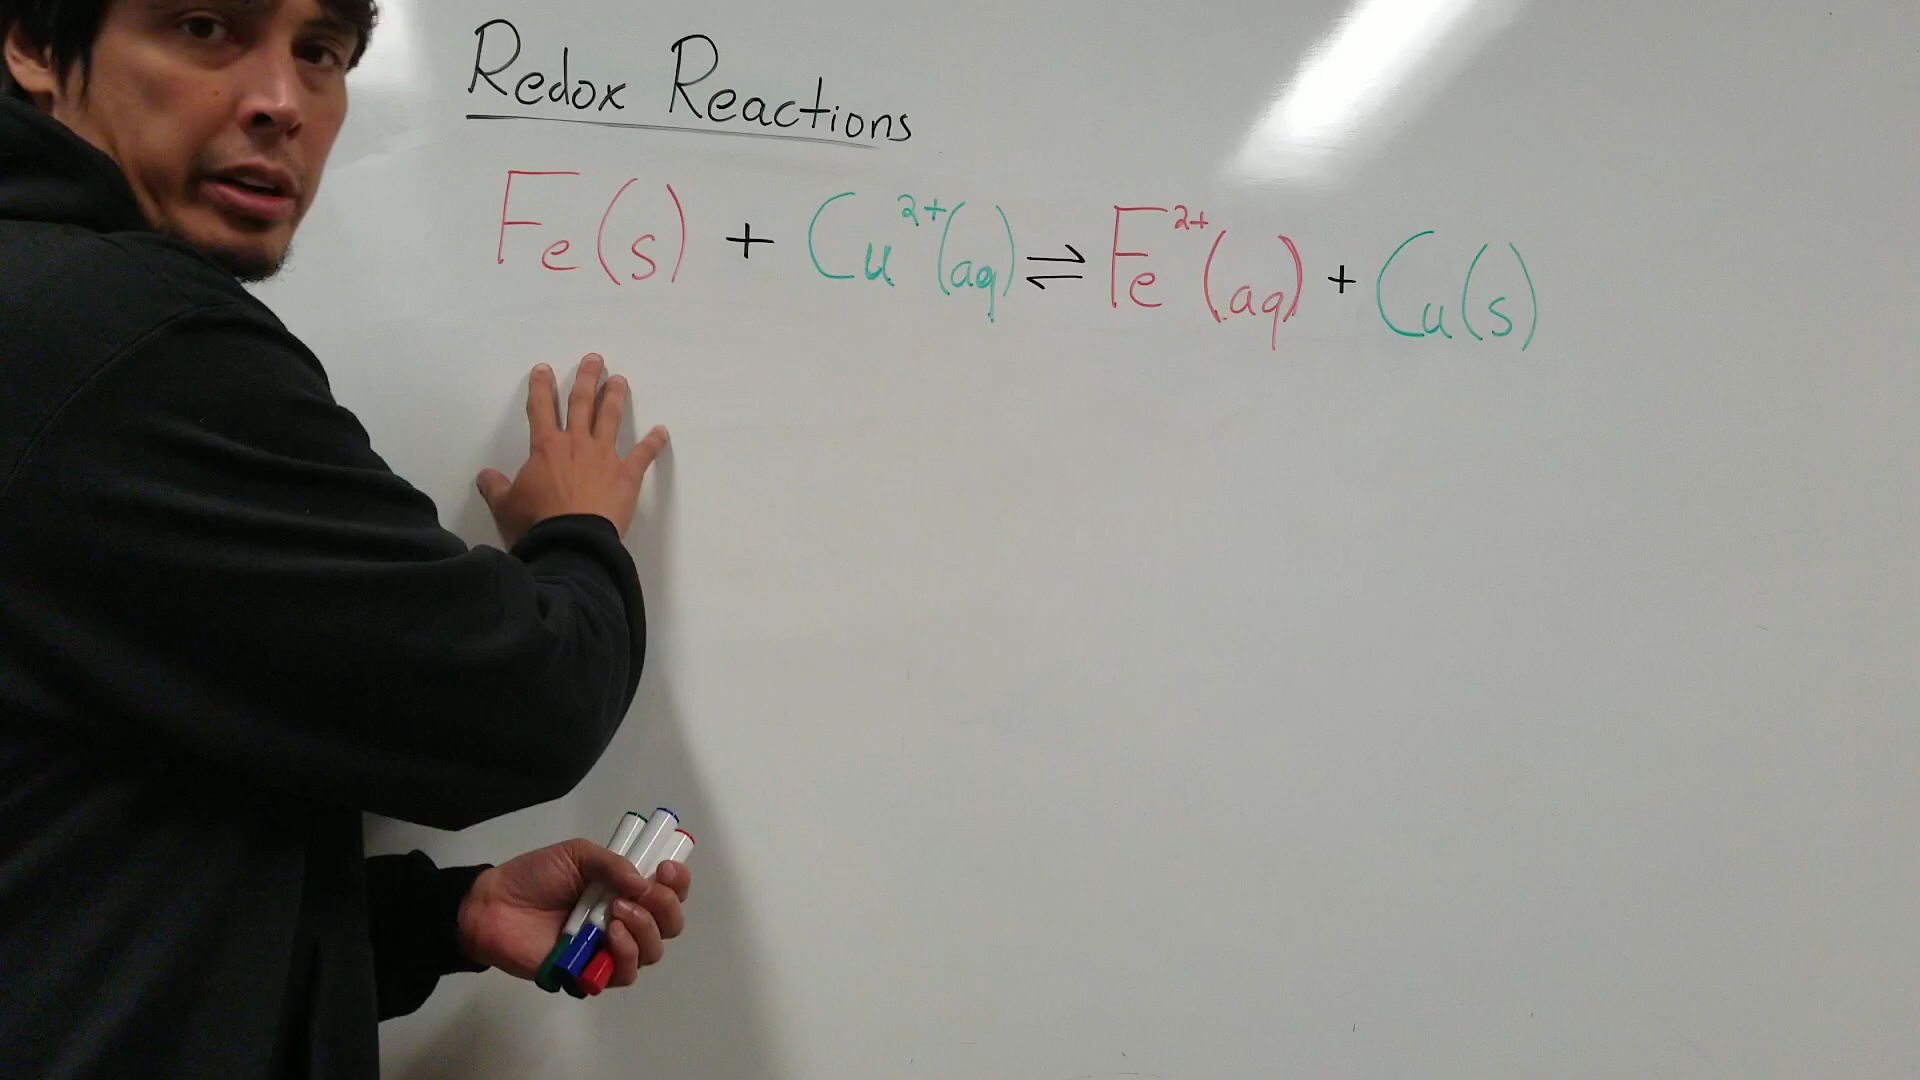 Redox Reactions
Fe(s) + Cu²⁺(aq) ⇌ Fe²⁺(aq) + Cu(s)